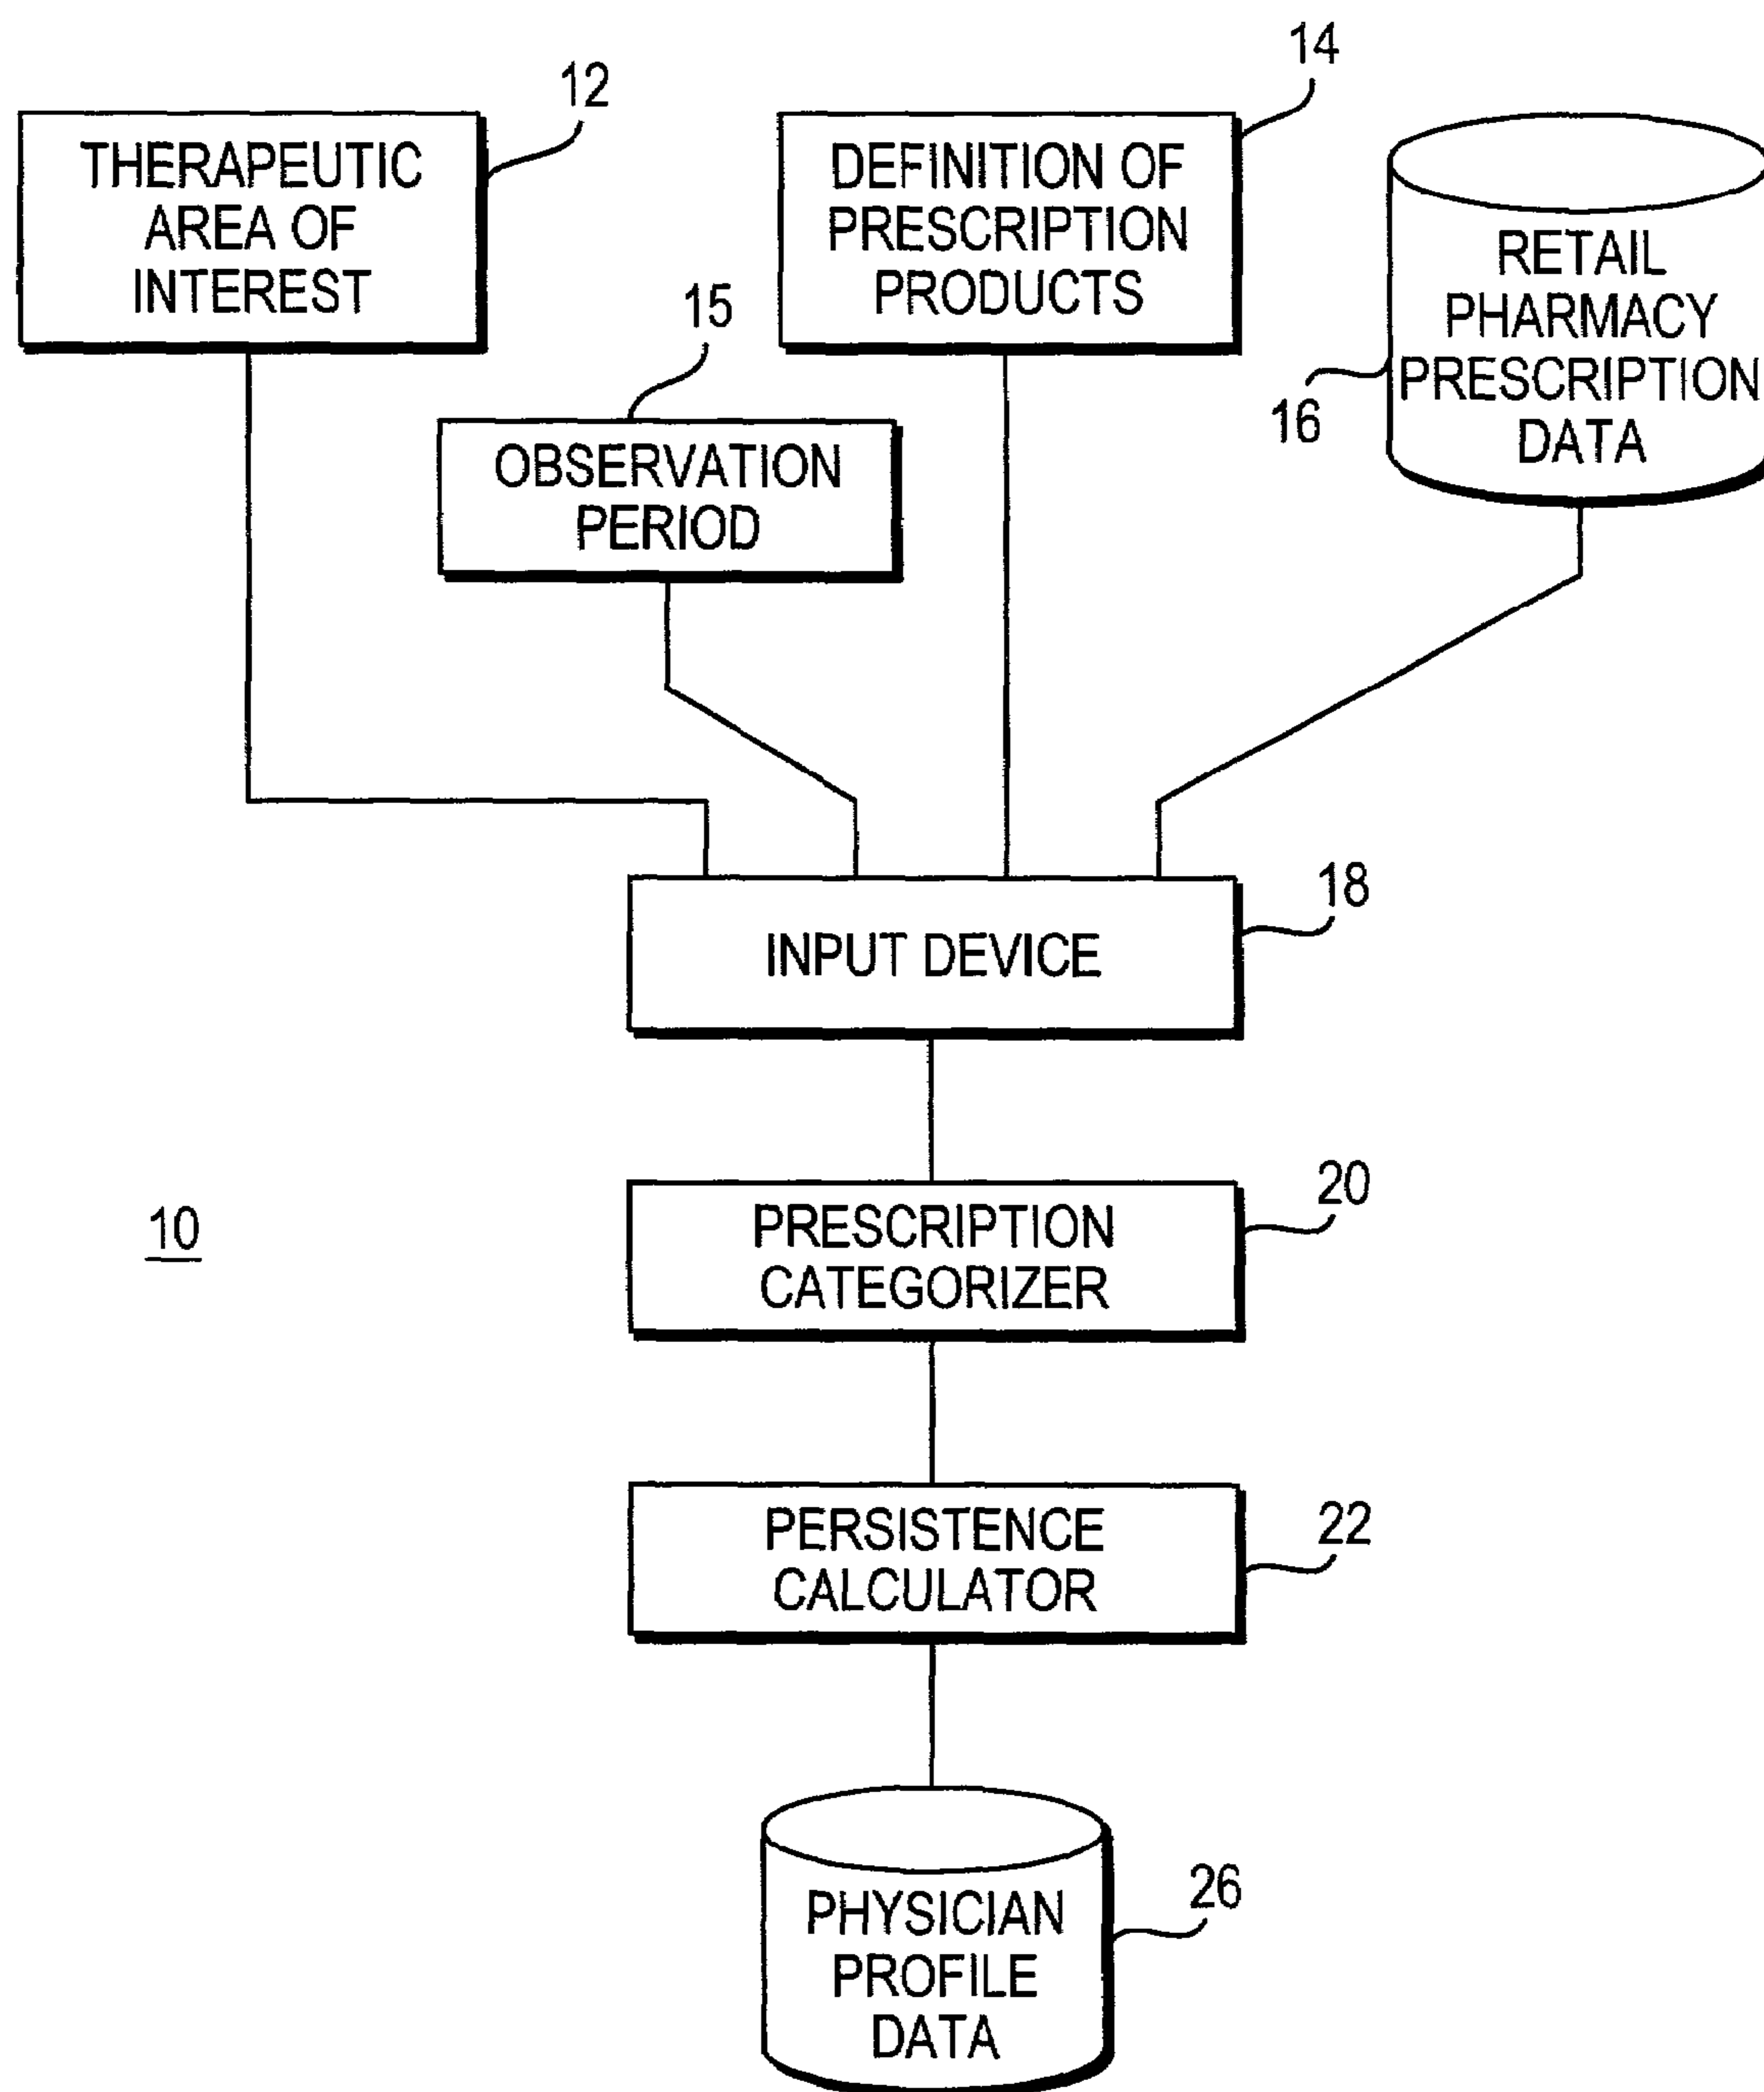 12
THERAPEUTIC
AREA OF
INTEREST
14
DEFINITION OF
PRESCRIPTION
PRODUCTS
15
OBSERVATION
PERIOD
16
RETAIL
PHARMACY
PRESCRIPTION
DATA
18
INPUT DEVICE
10
20
PRESCRIPTION
CATEGORIZER
22
PERSISTENCE
CALCULATOR
26
PHYSICIAN
PROFILE
DATA